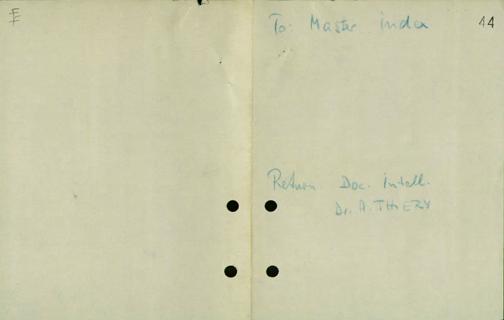 To: Master index
44
Return Doc. Intell.
Dr. A. THIERY